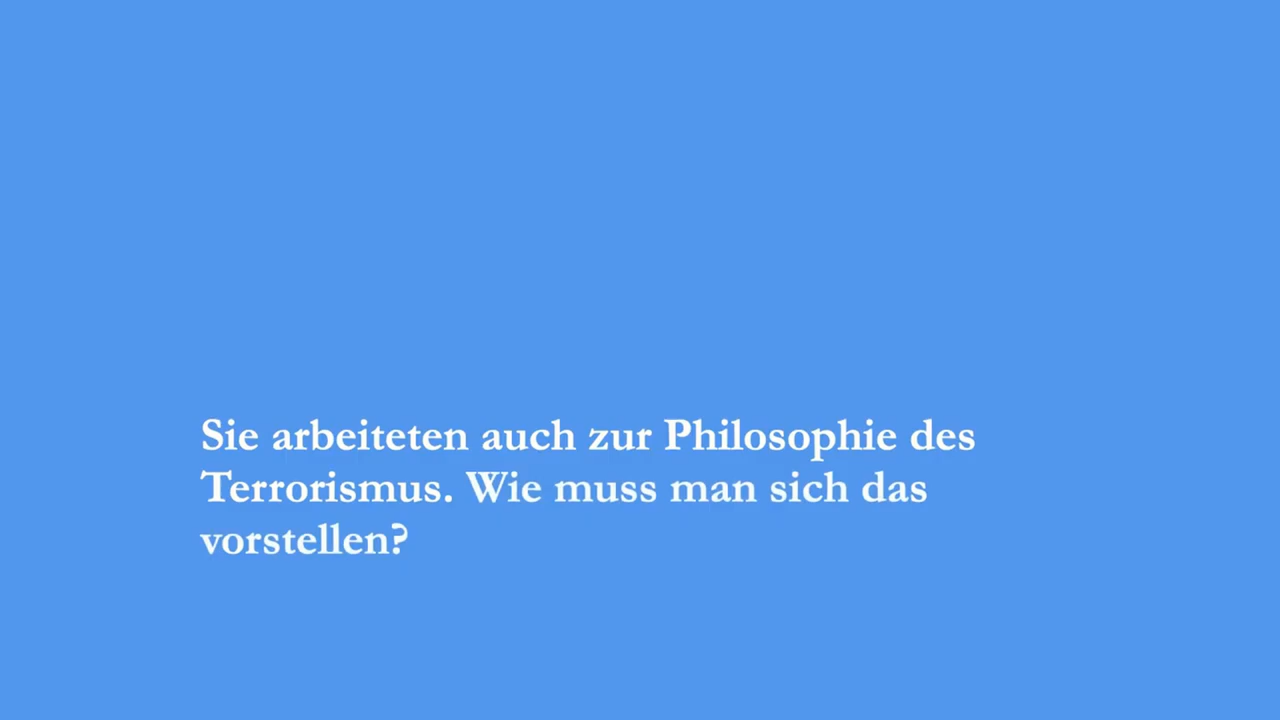 Sie arbeiteten auch zur Philosophie des
Terrorismus. Wie muss man sich das
vorstellen?